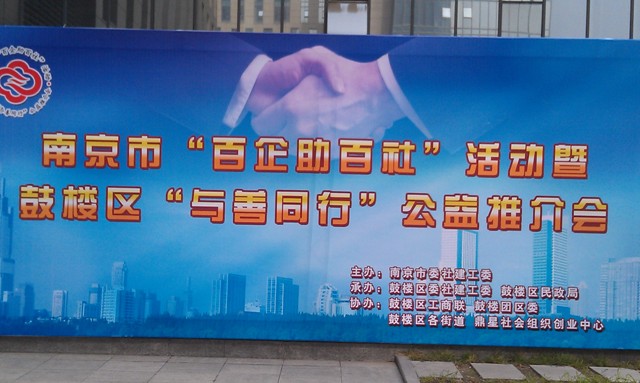 南京市“百企助百社”活动暨
鼓楼区“与善同行”公益推介会
主办：南京市委社建工委
承办：鼓楼区委社建工委 鼓楼区民政局
协办：鼓楼区工商联 鼓楼团区委
鼓楼区各街道 鼎星社会组织创业中心